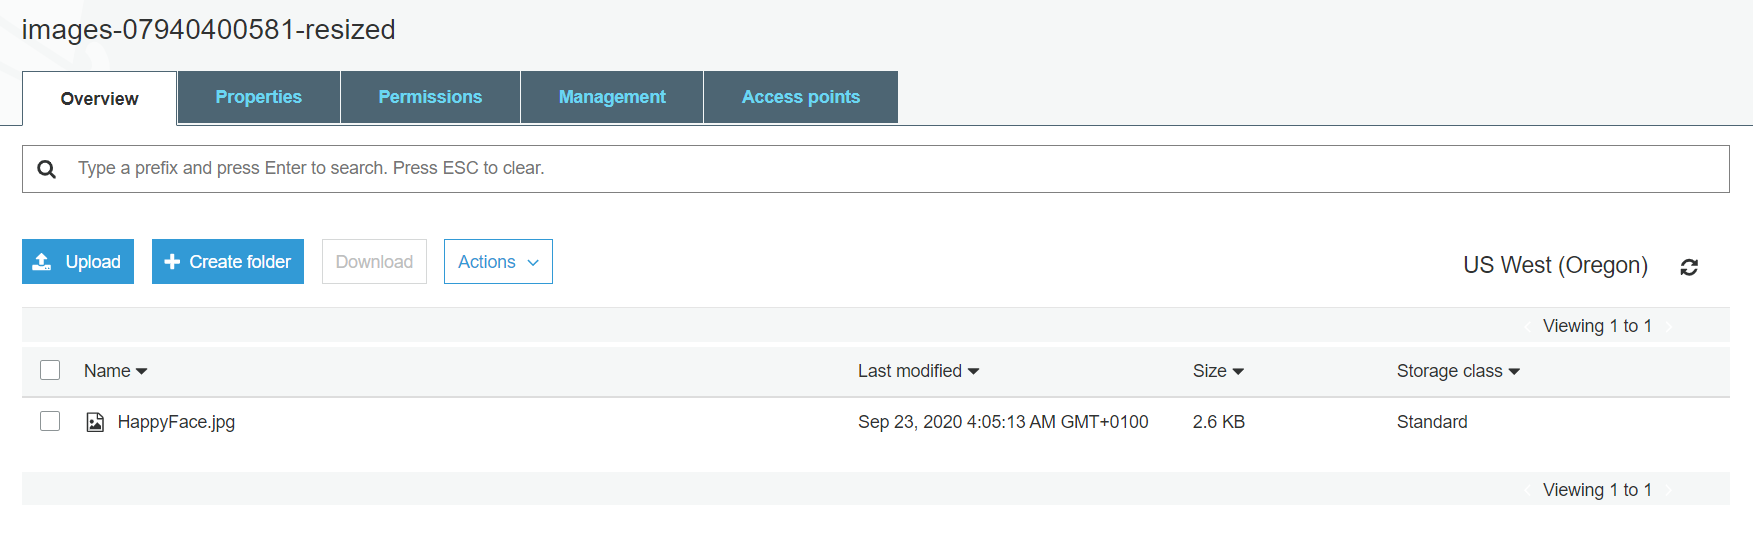 images-07940400581-resized
Overview Properties Permissions Management Access points
Type a prefix and press Enter to search. Press ESC to clear.
Upload Create folder Download Actions US West (Oregon)
Viewing 1 to 1
Name Last modified Size Storage class
HappyFace.jpg Sep 23, 2020 4:05:13 AM GMT+0100 2.6 KB Standard
Viewing 1 to 1